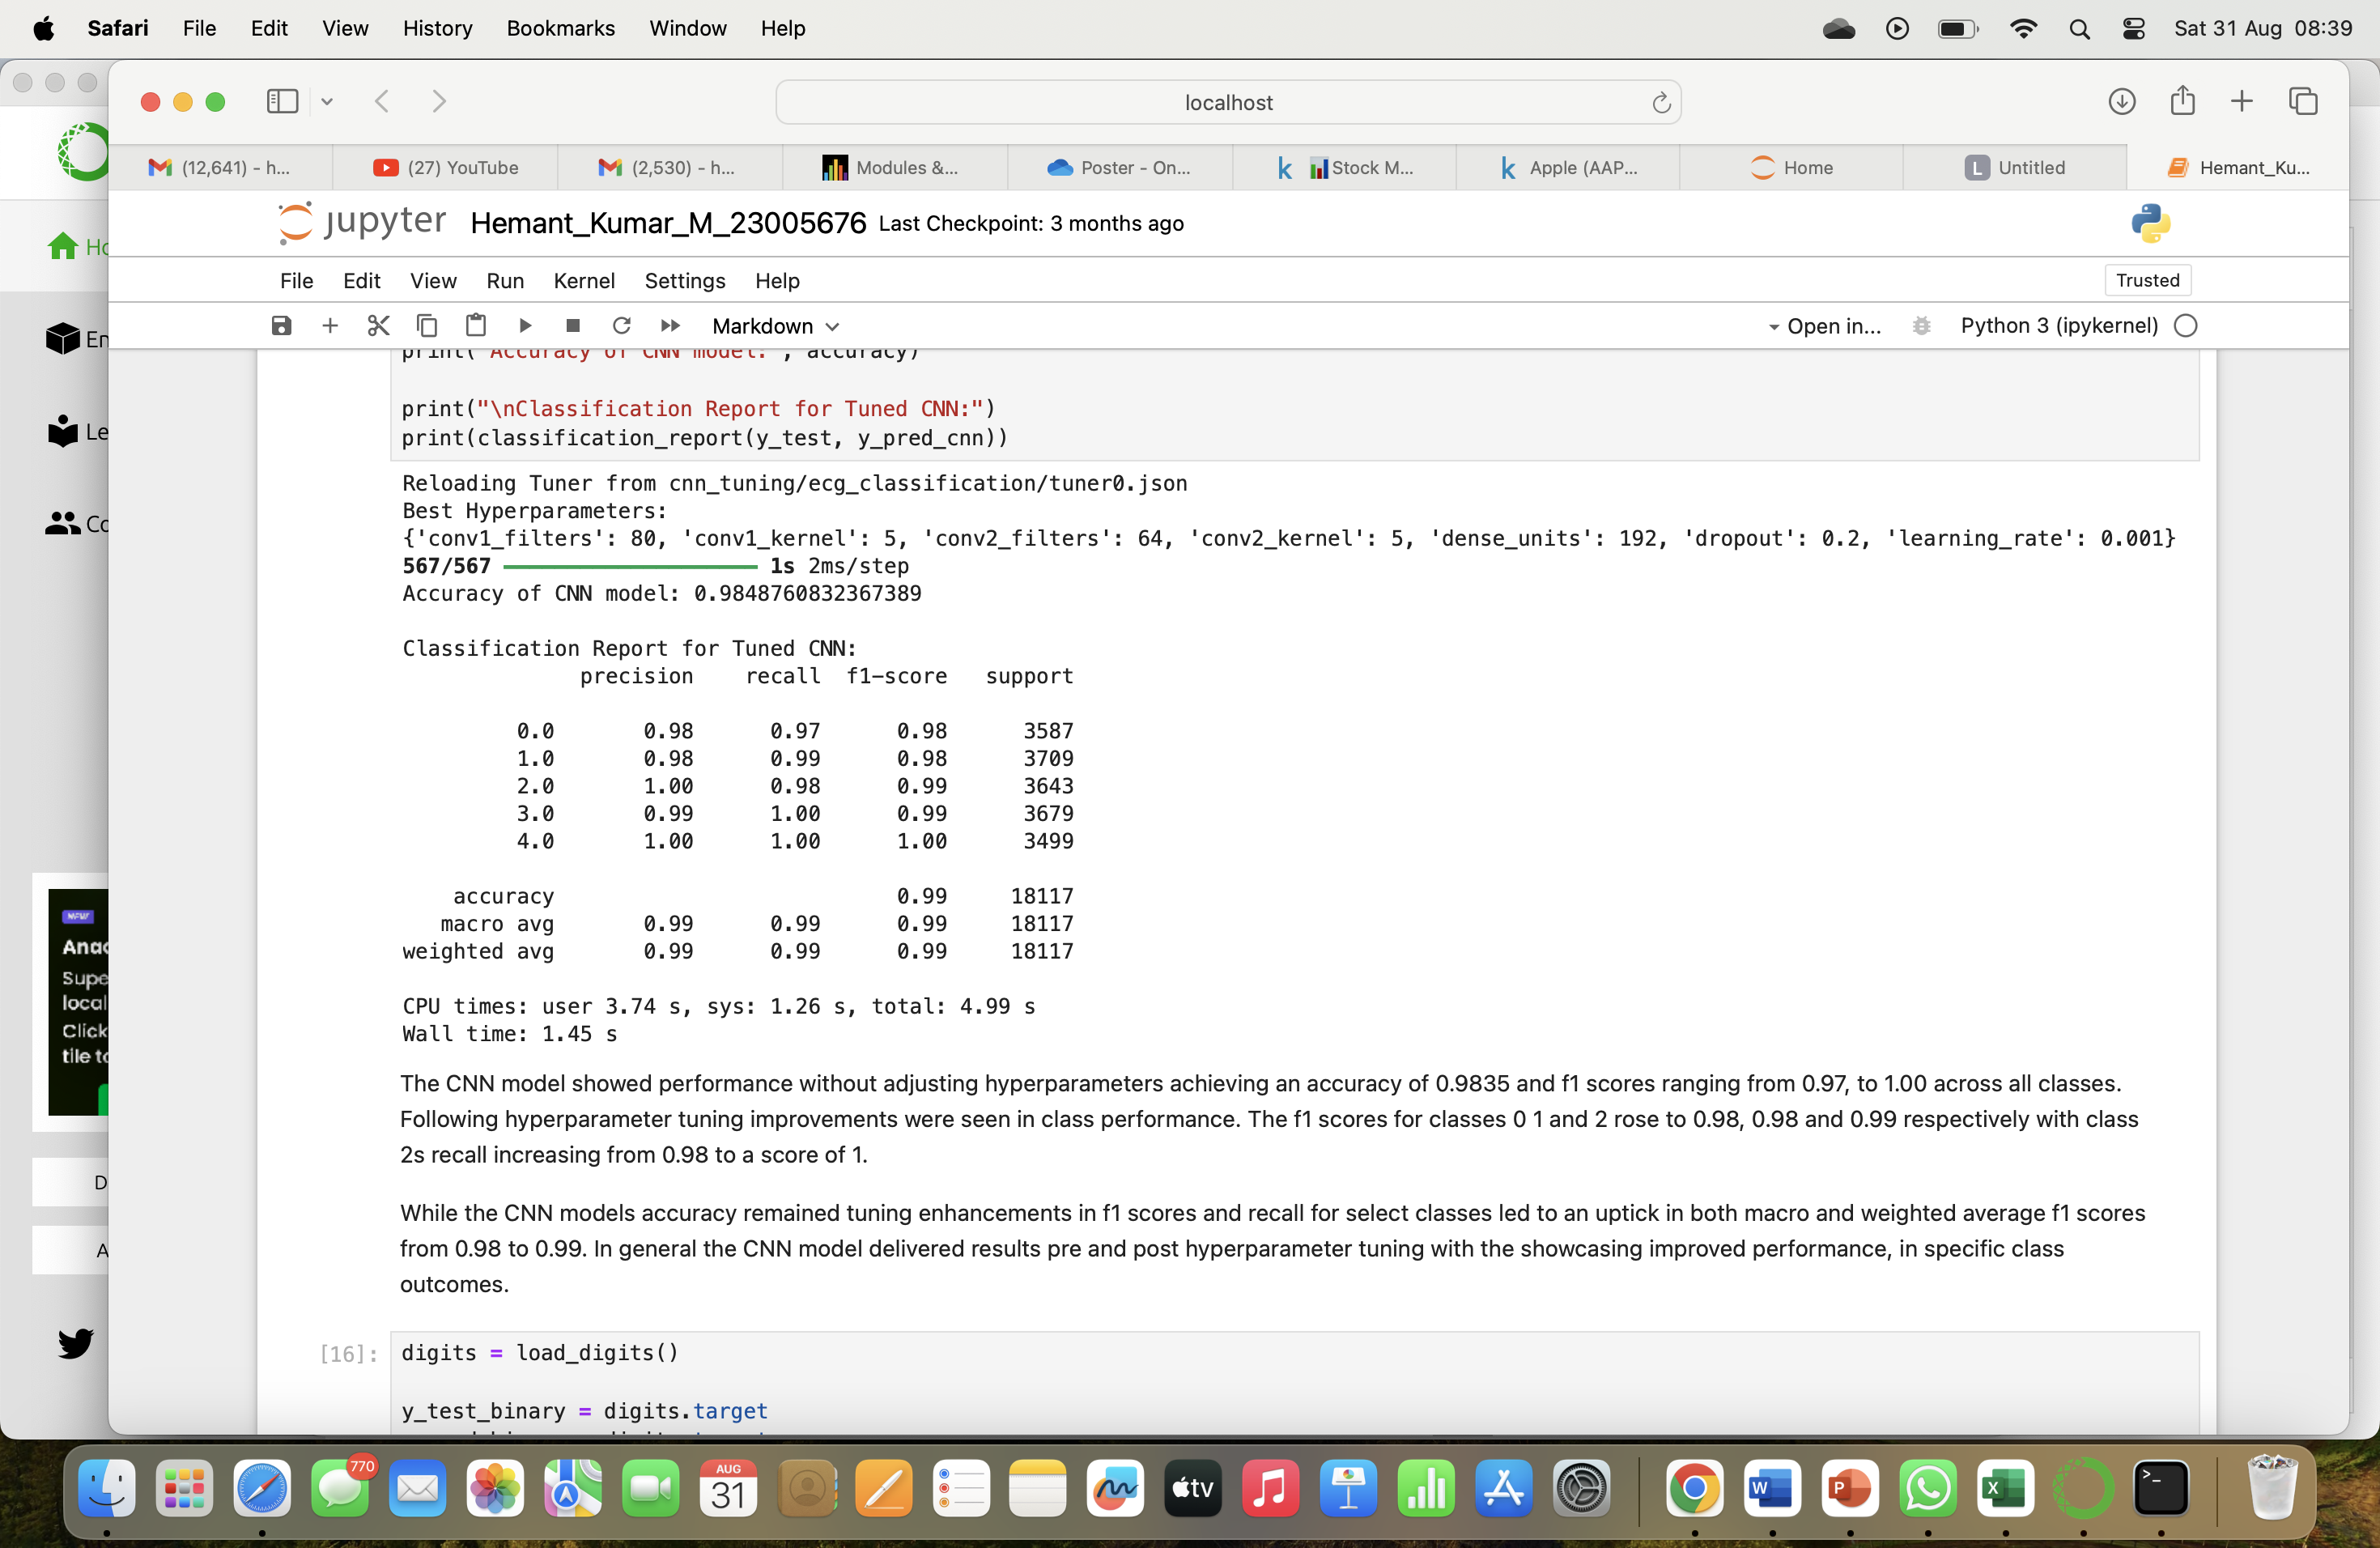 Safari File Edit View History Bookmarks Window Help Sat 31 Aug 08:39
localhost
(12,641) - h... (27) YouTube (2,530) - h... Modules &... Poster - On... Stock M... Apple (AAP... Home L Untitled Hemant_Ku...
jupyter Hemant_Kumar_M_23005676 Last Checkpoint: 3 months ago
File Edit View Run Kernel Settings Help Trusted
Markdown Open in... Python 3 (ipykernel)
print("Accuracy of CNN model:", accuracy)
print("\nClassification Report for Tuned CNN:")
print(classification_report(y_test, y_pred_cnn))
Reloading Tuner from cnn_tuning/ecg_classification/tuner0.json
Best Hyperparameters:
{'conv1_filters': 80, 'conv1_kernel': 5, 'conv2_filters': 64, 'conv2_kernel': 5, 'dense_units': 192, 'dropout': 0.2, 'learning_rate': 0.001}
567/567 1s 2ms/step
Accuracy of CNN model: 0.9848760832367389
Classification Report for Tuned CNN:
precision recall f1-score support
0.0 0.98 0.97 0.98 3587
1.0 0.98 0.99 0.98 3709
2.0 1.00 0.98 0.99 3643
3.0 0.99 1.00 0.99 3679
4.0 1.00 1.00 1.00 3499
accuracy 0.99 18117
macro avg 0.99 0.99 0.99 18117
weighted avg 0.99 0.99 0.99 18117
CPU times: user 3.74 s, sys: 1.26 s, total: 4.99 s
Wall time: 1.45 s
The CNN model showed performance without adjusting hyperparameters achieving an accuracy of 0.9835 and f1 scores ranging from 0.97, to 1.00 across all classes.
Following hyperparameter tuning improvements were seen in class performance. The f1 scores for classes 0 1 and 2 rose to 0.98, 0.98 and 0.99 respectively with class
2s recall increasing from 0.98 to a score of 1.
While the CNN models accuracy remained tuning enhancements in f1 scores and recall for select classes led to an uptick in both macro and weighted average f1 scores
from 0.98 to 0.99. In general the CNN model delivered results pre and post hyperparameter tuning with the showcasing improved performance, in specific class
outcomes.
[16]: digits = load_digits()
y_test_binary = digits.target
Ho
En
Le
Co
NEW
Anac
Supe
local
Click
tile to
D
A
770
AUG
31
tv
W
P
X
>_